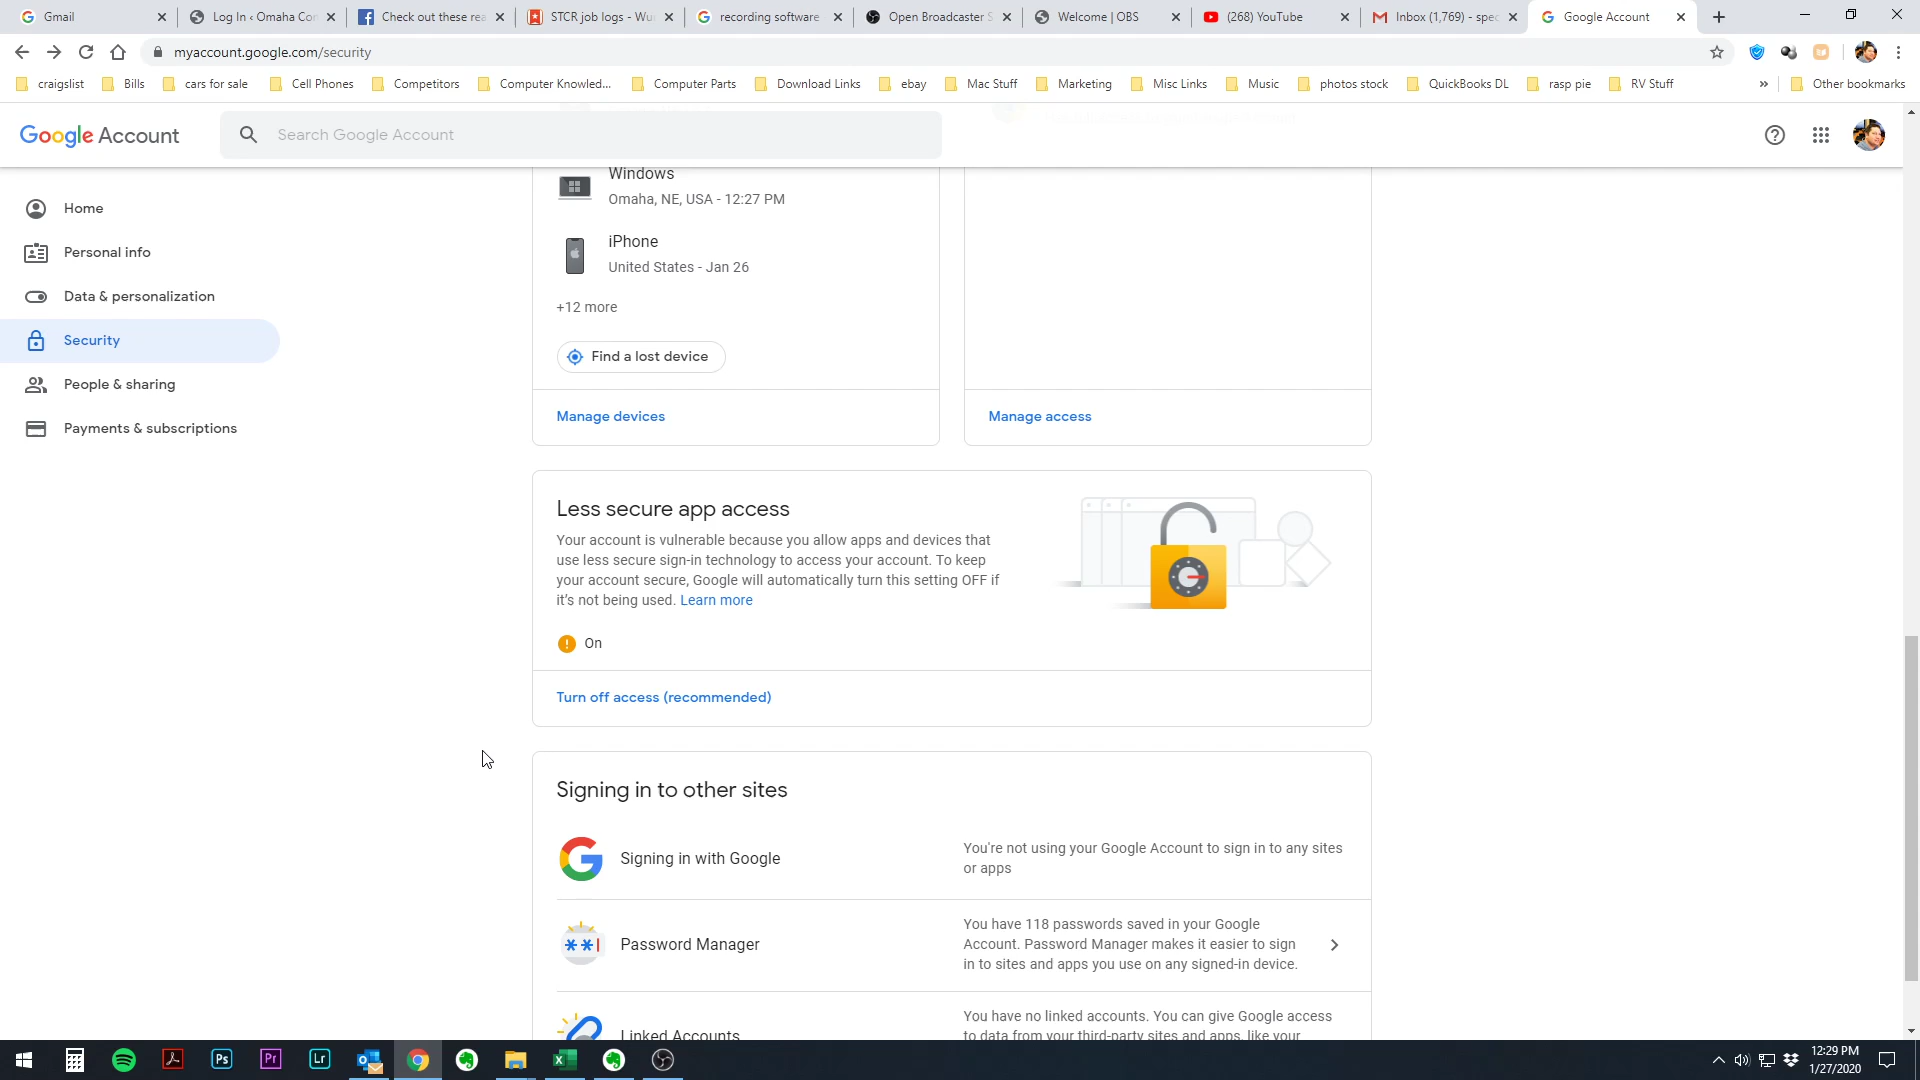 Gmail
Log In ‹ Omaha Con
Check out these rea
STCR job logs - Wu
recording software
Open Broadcaster S
Welcome | OBS
(268) YouTube
Inbox (1,769) - spec
Google Account
myaccount.google.com/security
craigslist
Bills
cars for sale
Cell Phones
Competitors
Computer Knowled...
Computer Parts
Download Links
ebay
Mac Stuff
Marketing
Misc Links
Music
photos stock
QuickBooks DL
rasp pie
RV Stuff
»
Other bookmarks
Google Account
Search Google Account
Home
Personal info
Data & personalization
Security
People & sharing
Payments & subscriptions
Windows
Omaha, NE, USA - 12:27 PM
iPhone
United States - Jan 26
+12 more
Find a lost device
Manage devices
Manage access
Less secure app access
Your account is vulnerable because you allow apps and devices that
use less secure sign-in technology to access your account. To keep
your account secure, Google will automatically turn this setting OFF if
it's not being used. Learn more
On
Turn off access (recommended)
Signing in to other sites
Signing in with Google
You're not using your Google Account to sign in to any sites
or apps
Password Manager
You have 118 passwords saved in your Google
Account. Password Manager makes it easier to sign
in to sites and apps you use on any signed-in device.
Linked Accounts
You have no linked accounts. You can give Google access
to data from your third-party sites and apps, like your
Ps
Pr
Lr
12:29 PM
1/27/2020